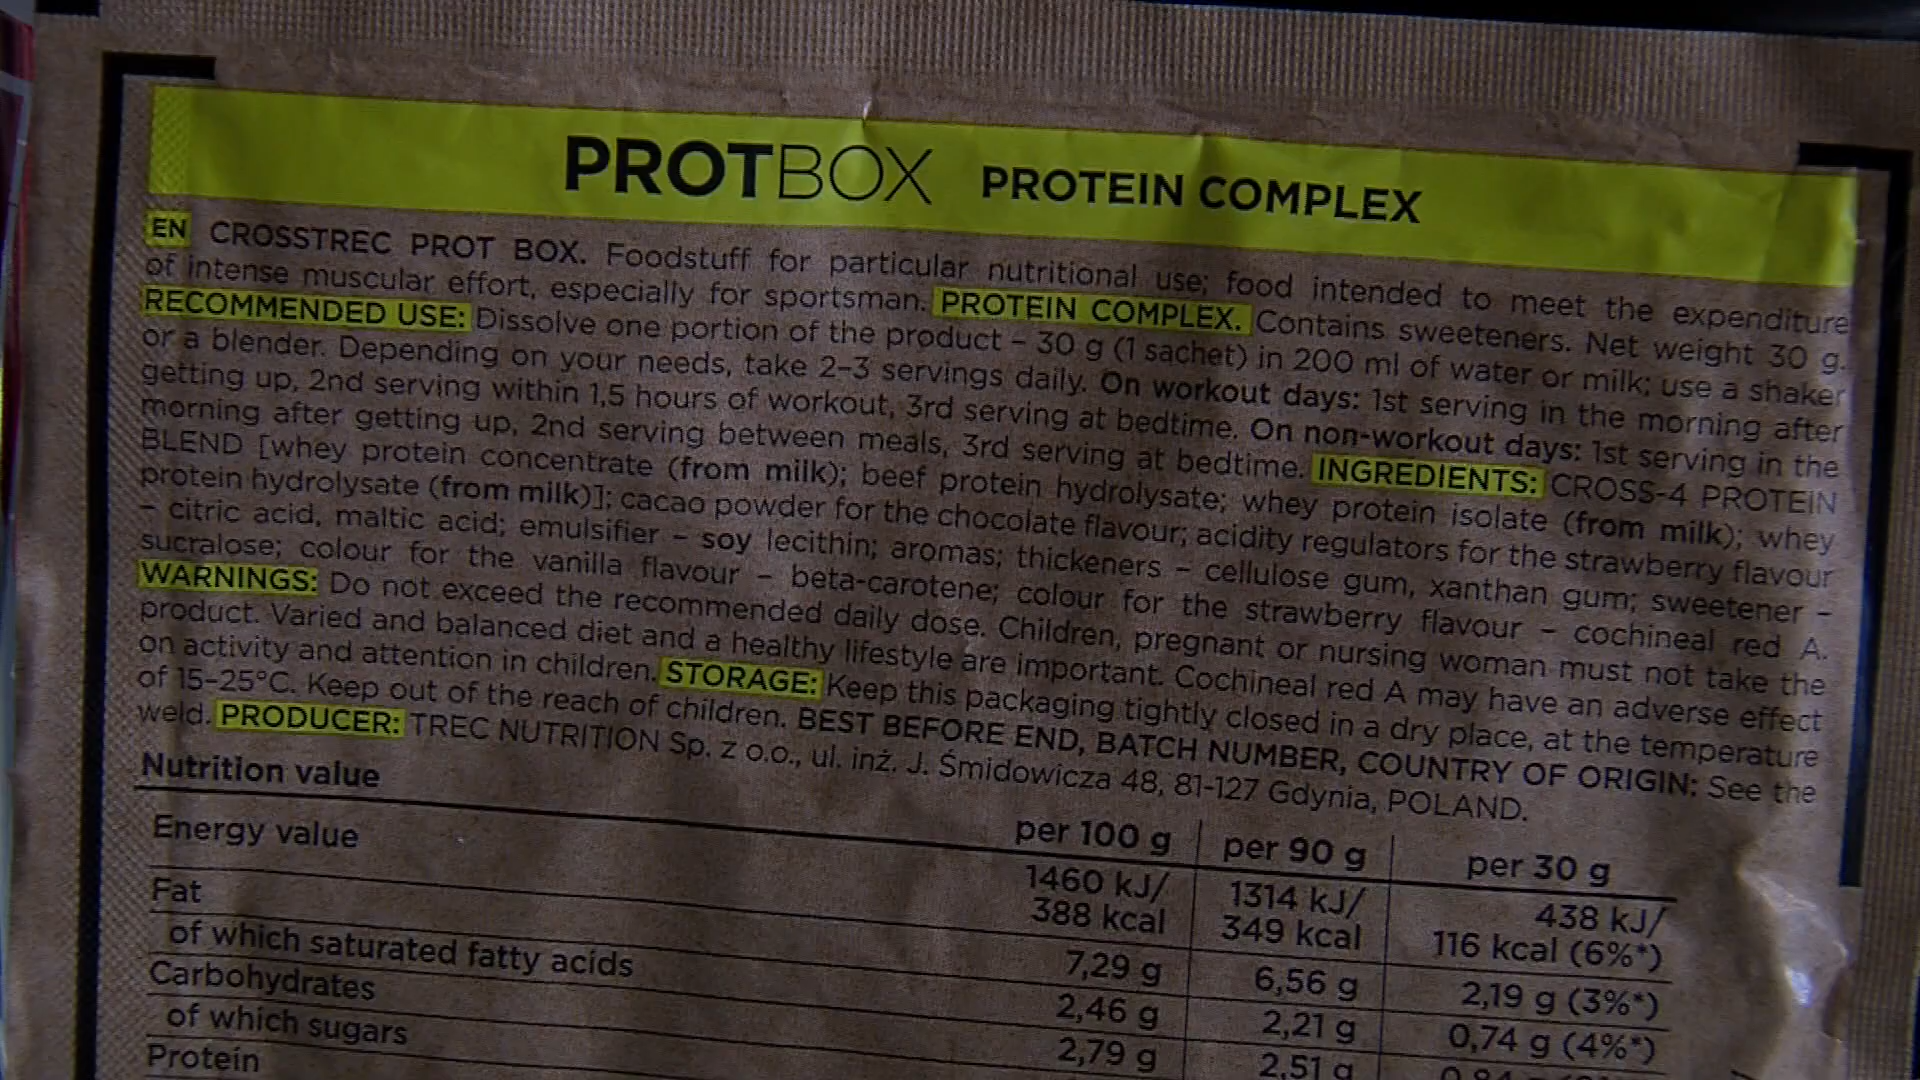 PROTBOX PROTEIN COMPLEX
EN CROSSTREC PROT BOX. Foodstuff for particular nutritional use; food intended to meet the expenditure
of intense muscular effort, especially for sportsman. PROTEIN COMPLEX. Contains sweeteners. Net weight 30 g.
RECOMMENDED USE: Dissolve one portion of the product – 30 g (1 sachet) in 200 ml of water or milk; use a shaker
or a blender. Depending on your needs, take 2–3 servings daily. On workout days: 1st serving in the morning after
getting up, 2nd serving within 1,5 hours of workout, 3rd serving at bedtime. On non-workout days: 1st serving in the
morning after getting up, 2nd serving between meals, 3rd serving at bedtime. INGREDIENTS: CROSS-4 PROTEIN
BLEND [whey protein concentrate (from milk); beef protein hydrolysate; whey protein isolate (from milk); whey
protein hydrolysate (from milk)]; cacao powder for the chocolate flavour; acidity regulators for the strawberry flavour
– citric acid, maltic acid; emulsifier – soy lecithin; aromas; thickeners – cellulose gum, xanthan gum; sweetener –
sucralose; colour for the vanilla flavour – beta-carotene; colour for the strawberry flavour – cochineal red A.
WARNINGS: Do not exceed the recommended daily dose. Children, pregnant or nursing woman must not take the
product. Varied and balanced diet and a healthy lifestyle are important. Cochineal red A may have an adverse effect
on activity and attention in children. STORAGE: Keep this packaging tightly closed in a dry place, at the temperature
of 15–25°C. Keep out of the reach of children. BEST BEFORE END, BATCH NUMBER, COUNTRY OF ORIGIN: See the
weld. PRODUCER: TREC NUTRITION Sp. z o.o., ul. inż. J. Śmidowicza 48, 81-127 Gdynia, POLAND.
Nutrition value per 100 g per 90 g per 30 g
Energy value 1460 kJ/ 1314 kJ/ 438 kJ/
388 kcal 349 kcal 116 kcal (6%*)
Fat 7,29 g 6,56 g 2,19 g (3%*)
of which saturated fatty acids 2,46 g 2,21 g 0,74 g (4%*)
Carbohydrates 2,79 g 2,51 g
of which sugars
Protein